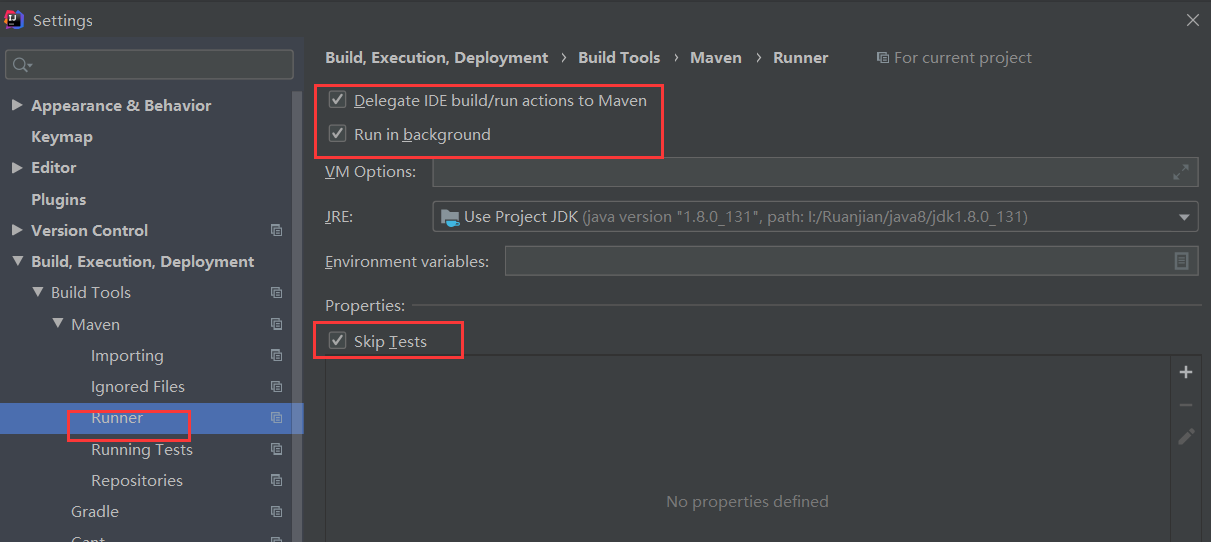 Settings
Appearance & Behavior
Keymap
Editor
Plugins
Version Control
Build, Execution, Deployment
Build Tools
Maven
Importing
Ignored Files
Runner
Running Tests
Repositories
Gradle
Gant
Build, Execution, Deployment › Build Tools › Maven › Runner For current project
Delegate IDE build/run actions to Maven
Run in background
VM Options:
JRE: Use Project JDK (java version "1.8.0_131", path: I:/Ruanjian/java8/jdk1.8.0_131)
Environment variables:
Properties:
Skip Tests
No properties defined